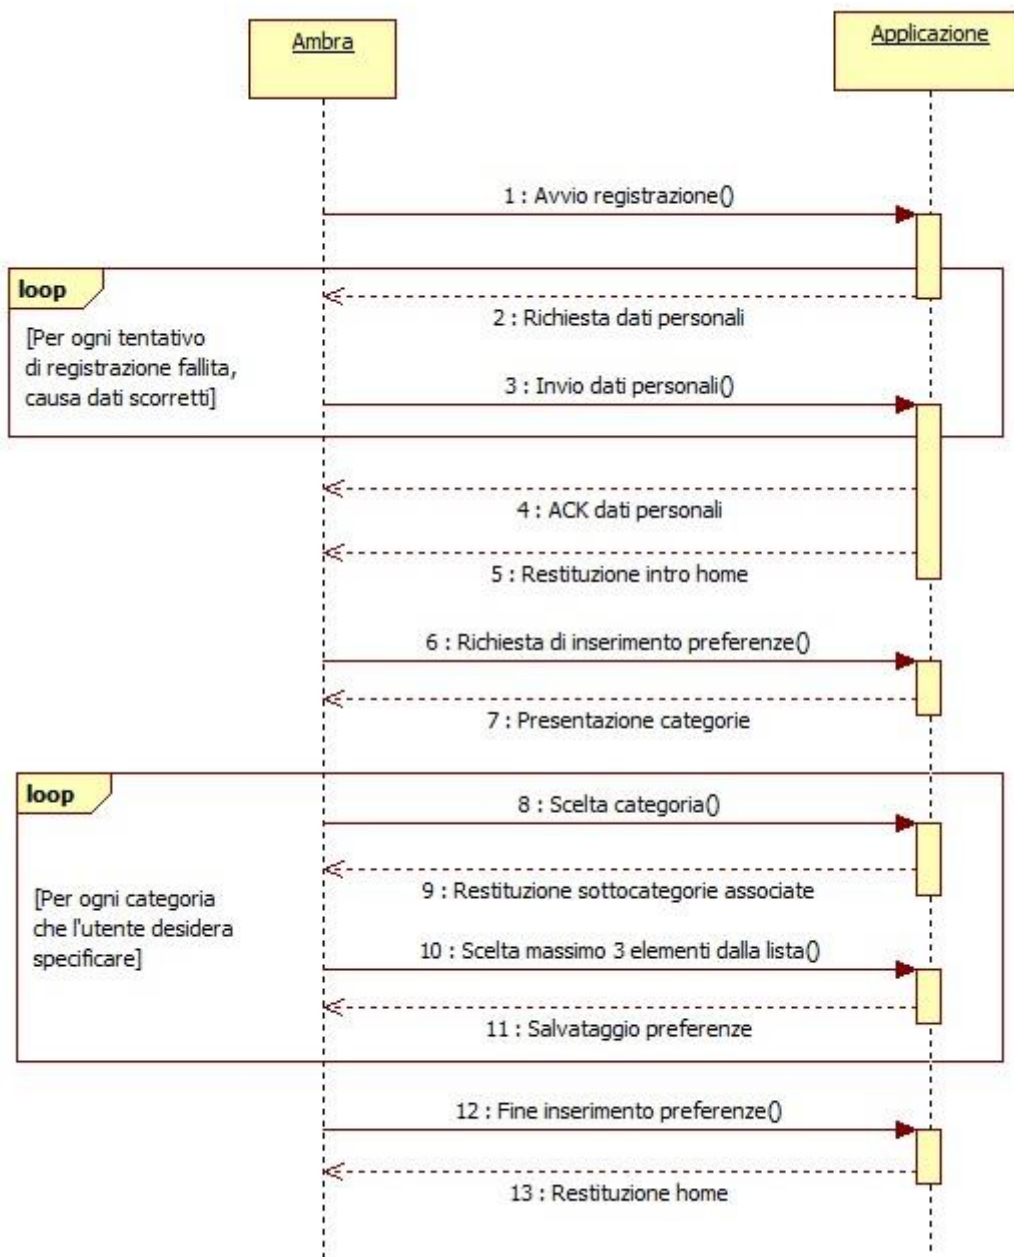 Ambra
Applicazione
1 : Avvio registrazione()
loop
2 : Richiesta dati personali
[Per ogni tentativo
di registrazione fallita,
causa dati scorretti]
3 : Invio dati personali()
4 : ACK dati personali
5 : Restituzione intro home
6 : Richiesta di inserimento preferenze()
7 : Presentazione categorie
loop
8 : Scelta categoria()
9 : Restituzione sottocategorie associate
[Per ogni categoria
che l'utente desidera
specificare]
10 : Scelta massimo 3 elementi dalla lista()
11 : Salvataggio preferenze
12 : Fine inserimento preferenze()
13 : Restituzione home